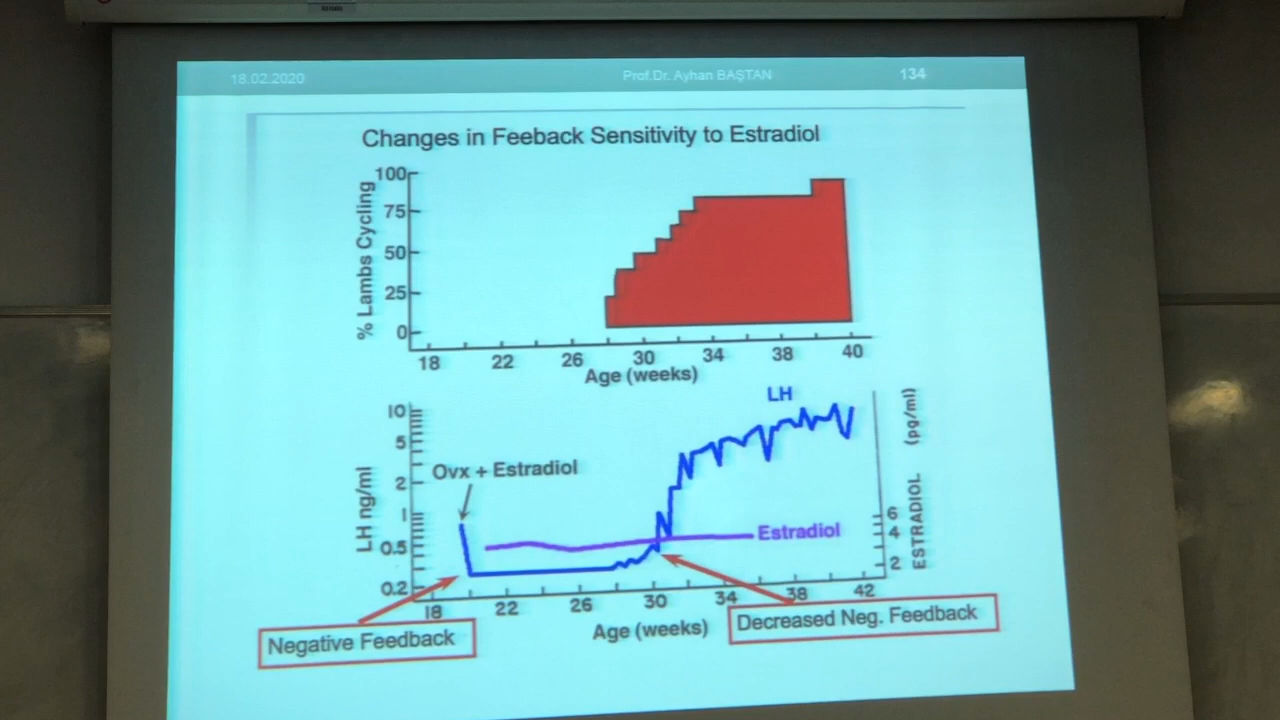 18.02.2020 Prof.Dr. Ayhan BAŞTAN 134
Changes in Feeback Sensitivity to Estradiol
% Lambs Cycling
100
75
50
25
0
18 22 26 30 34 38 40
Age (weeks)
LH
Ovx + Estradiol
LH ng/ml
10
5
2
1
0.5
0.2
Estradiol
ESTRADIOL (pg/ml)
6
4
2
18 22 26 30 34 38 42
Age (weeks)
Negative Feedback
Decreased Neg. Feedback